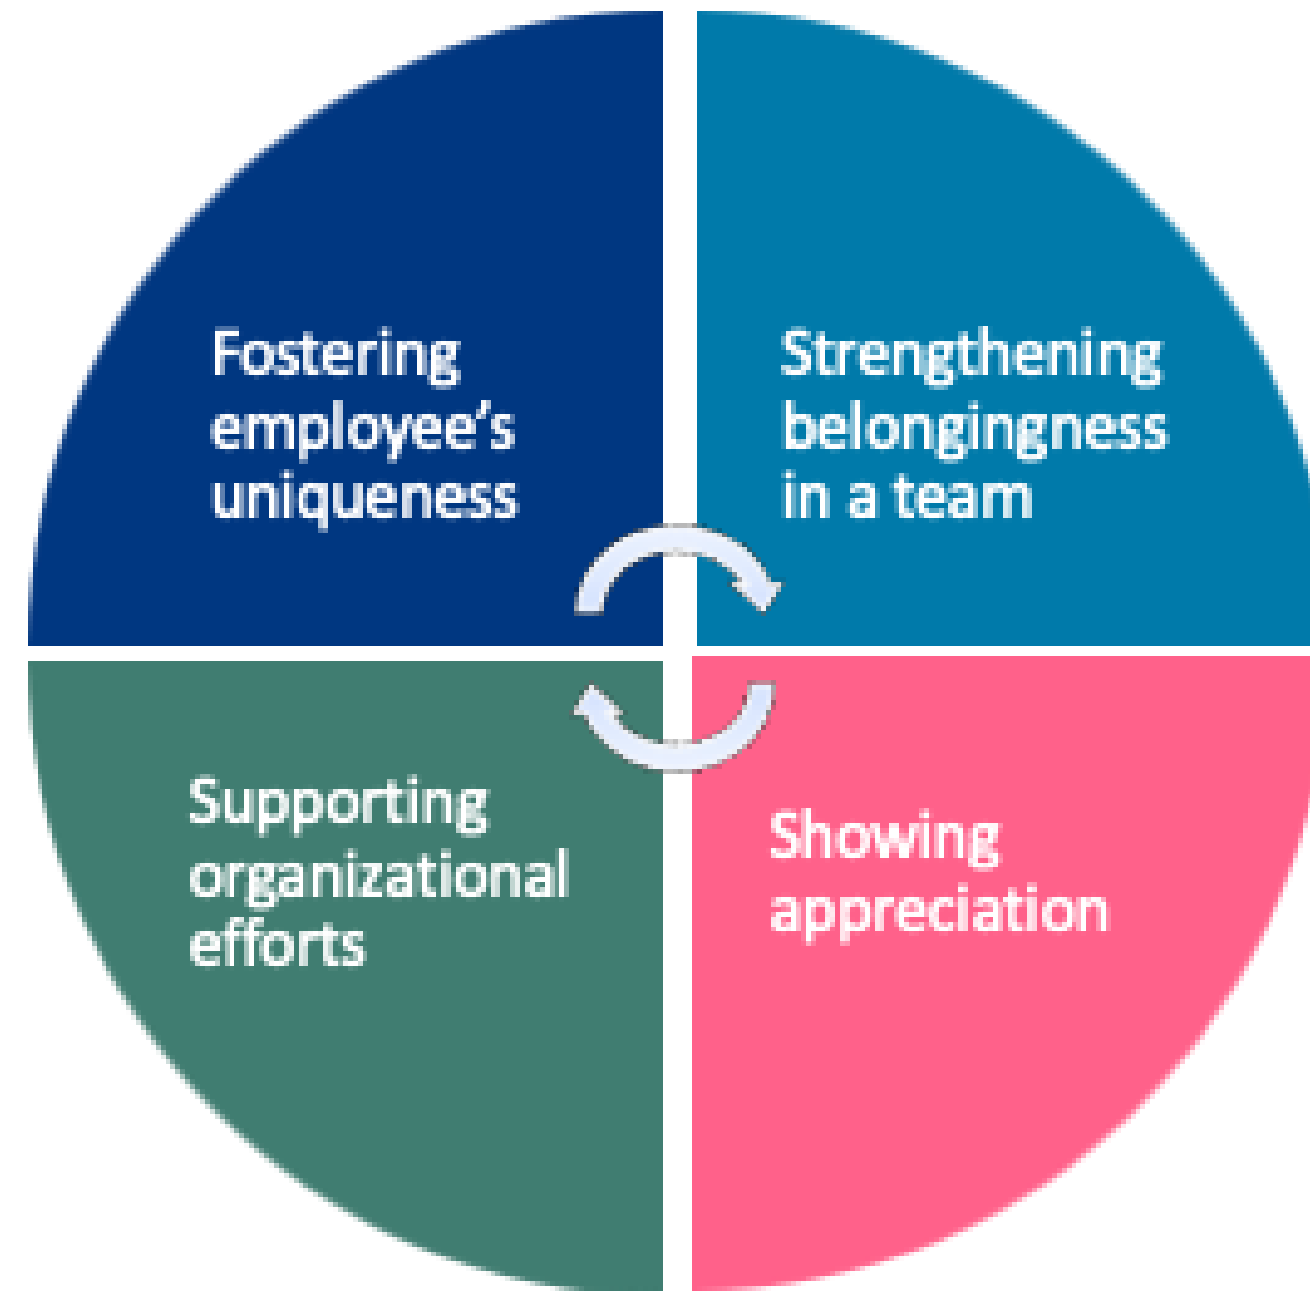 Fostering
employee’s
uniqueness
Strengthening
belongingness
in a team
Supporting
organizational
efforts
Showing
appreciation